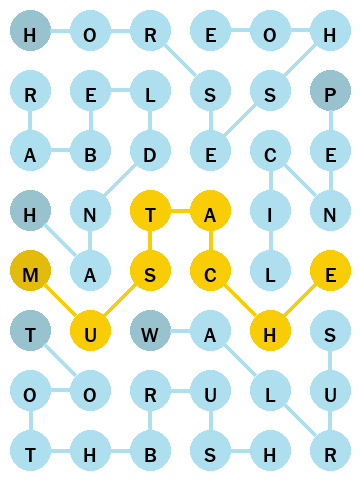 H O R E O H
R E L S S P
A B D E C E
H N T A I N
M A S C L E
T U W A H S
O O R U L U
T H B S H R